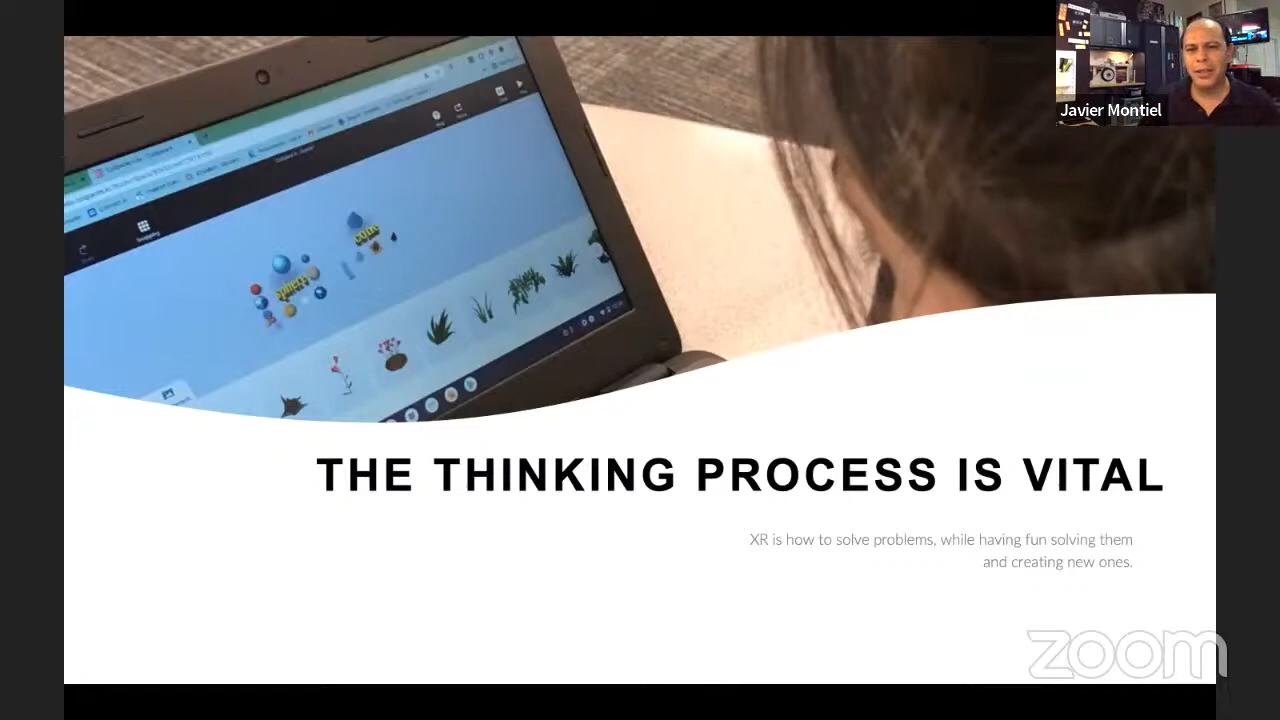 Javier Montiel
THE THINKING PROCESS IS VITAL
XR is how to solve problems, while having fun solving them
and creating new ones.
zoom